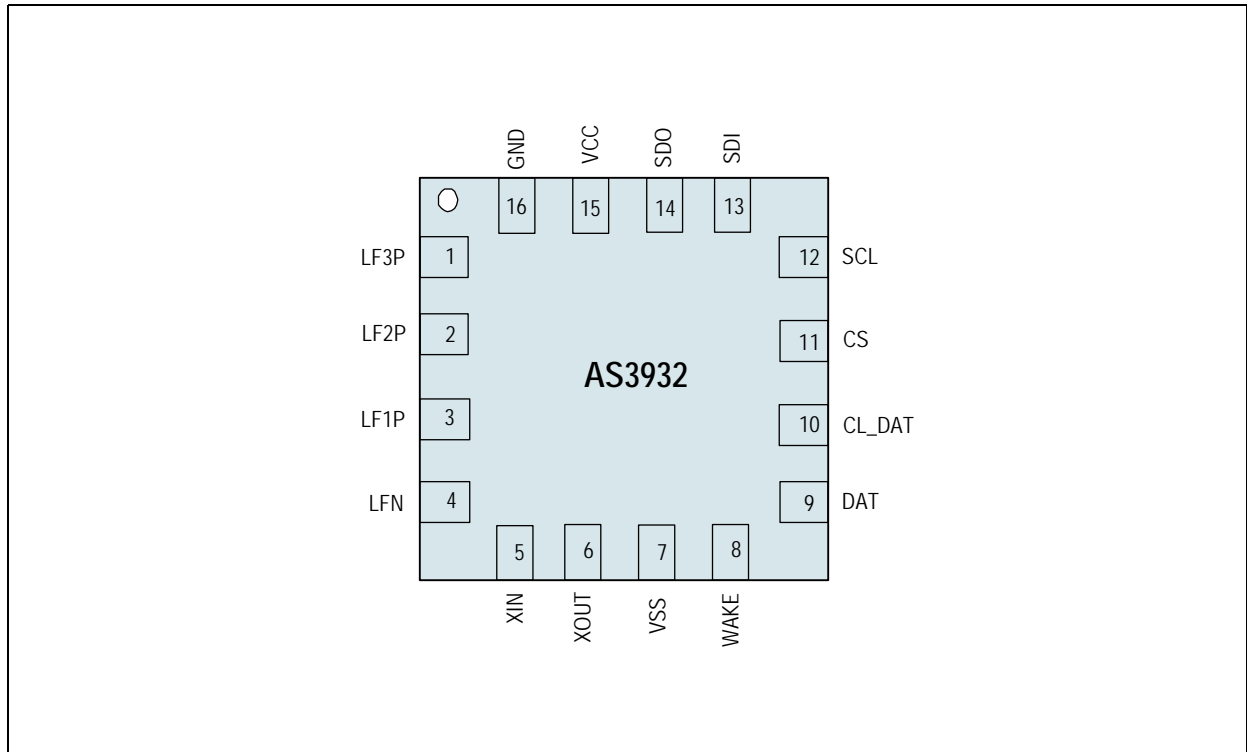 GND VCC SDO SDI
16 15 14 13
LF3P 1 12 SCL
LF2P 2 11 CS
AS3932
LF1P 3 10 CL_DAT
LFN 4 9 DAT
5 6 7 8
XIN XOUT VSS WAKE